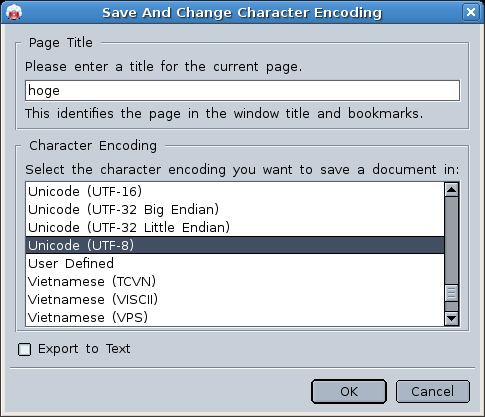 Save And Change Character Encoding
Page Title
Please enter a title for the current page.
hoge
This identifies the page in the window title and bookmarks.
Character Encoding
Select the character encoding you want to save a document in:
Unicode (UTF-16)
Unicode (UTF-32 Big Endian)
Unicode (UTF-32 Little Endian)
Unicode (UTF-8)
User Defined
Vietnamese (TCVN)
Vietnamese (VISCII)
Vietnamese (VPS)
Export to Text
OK
Cancel